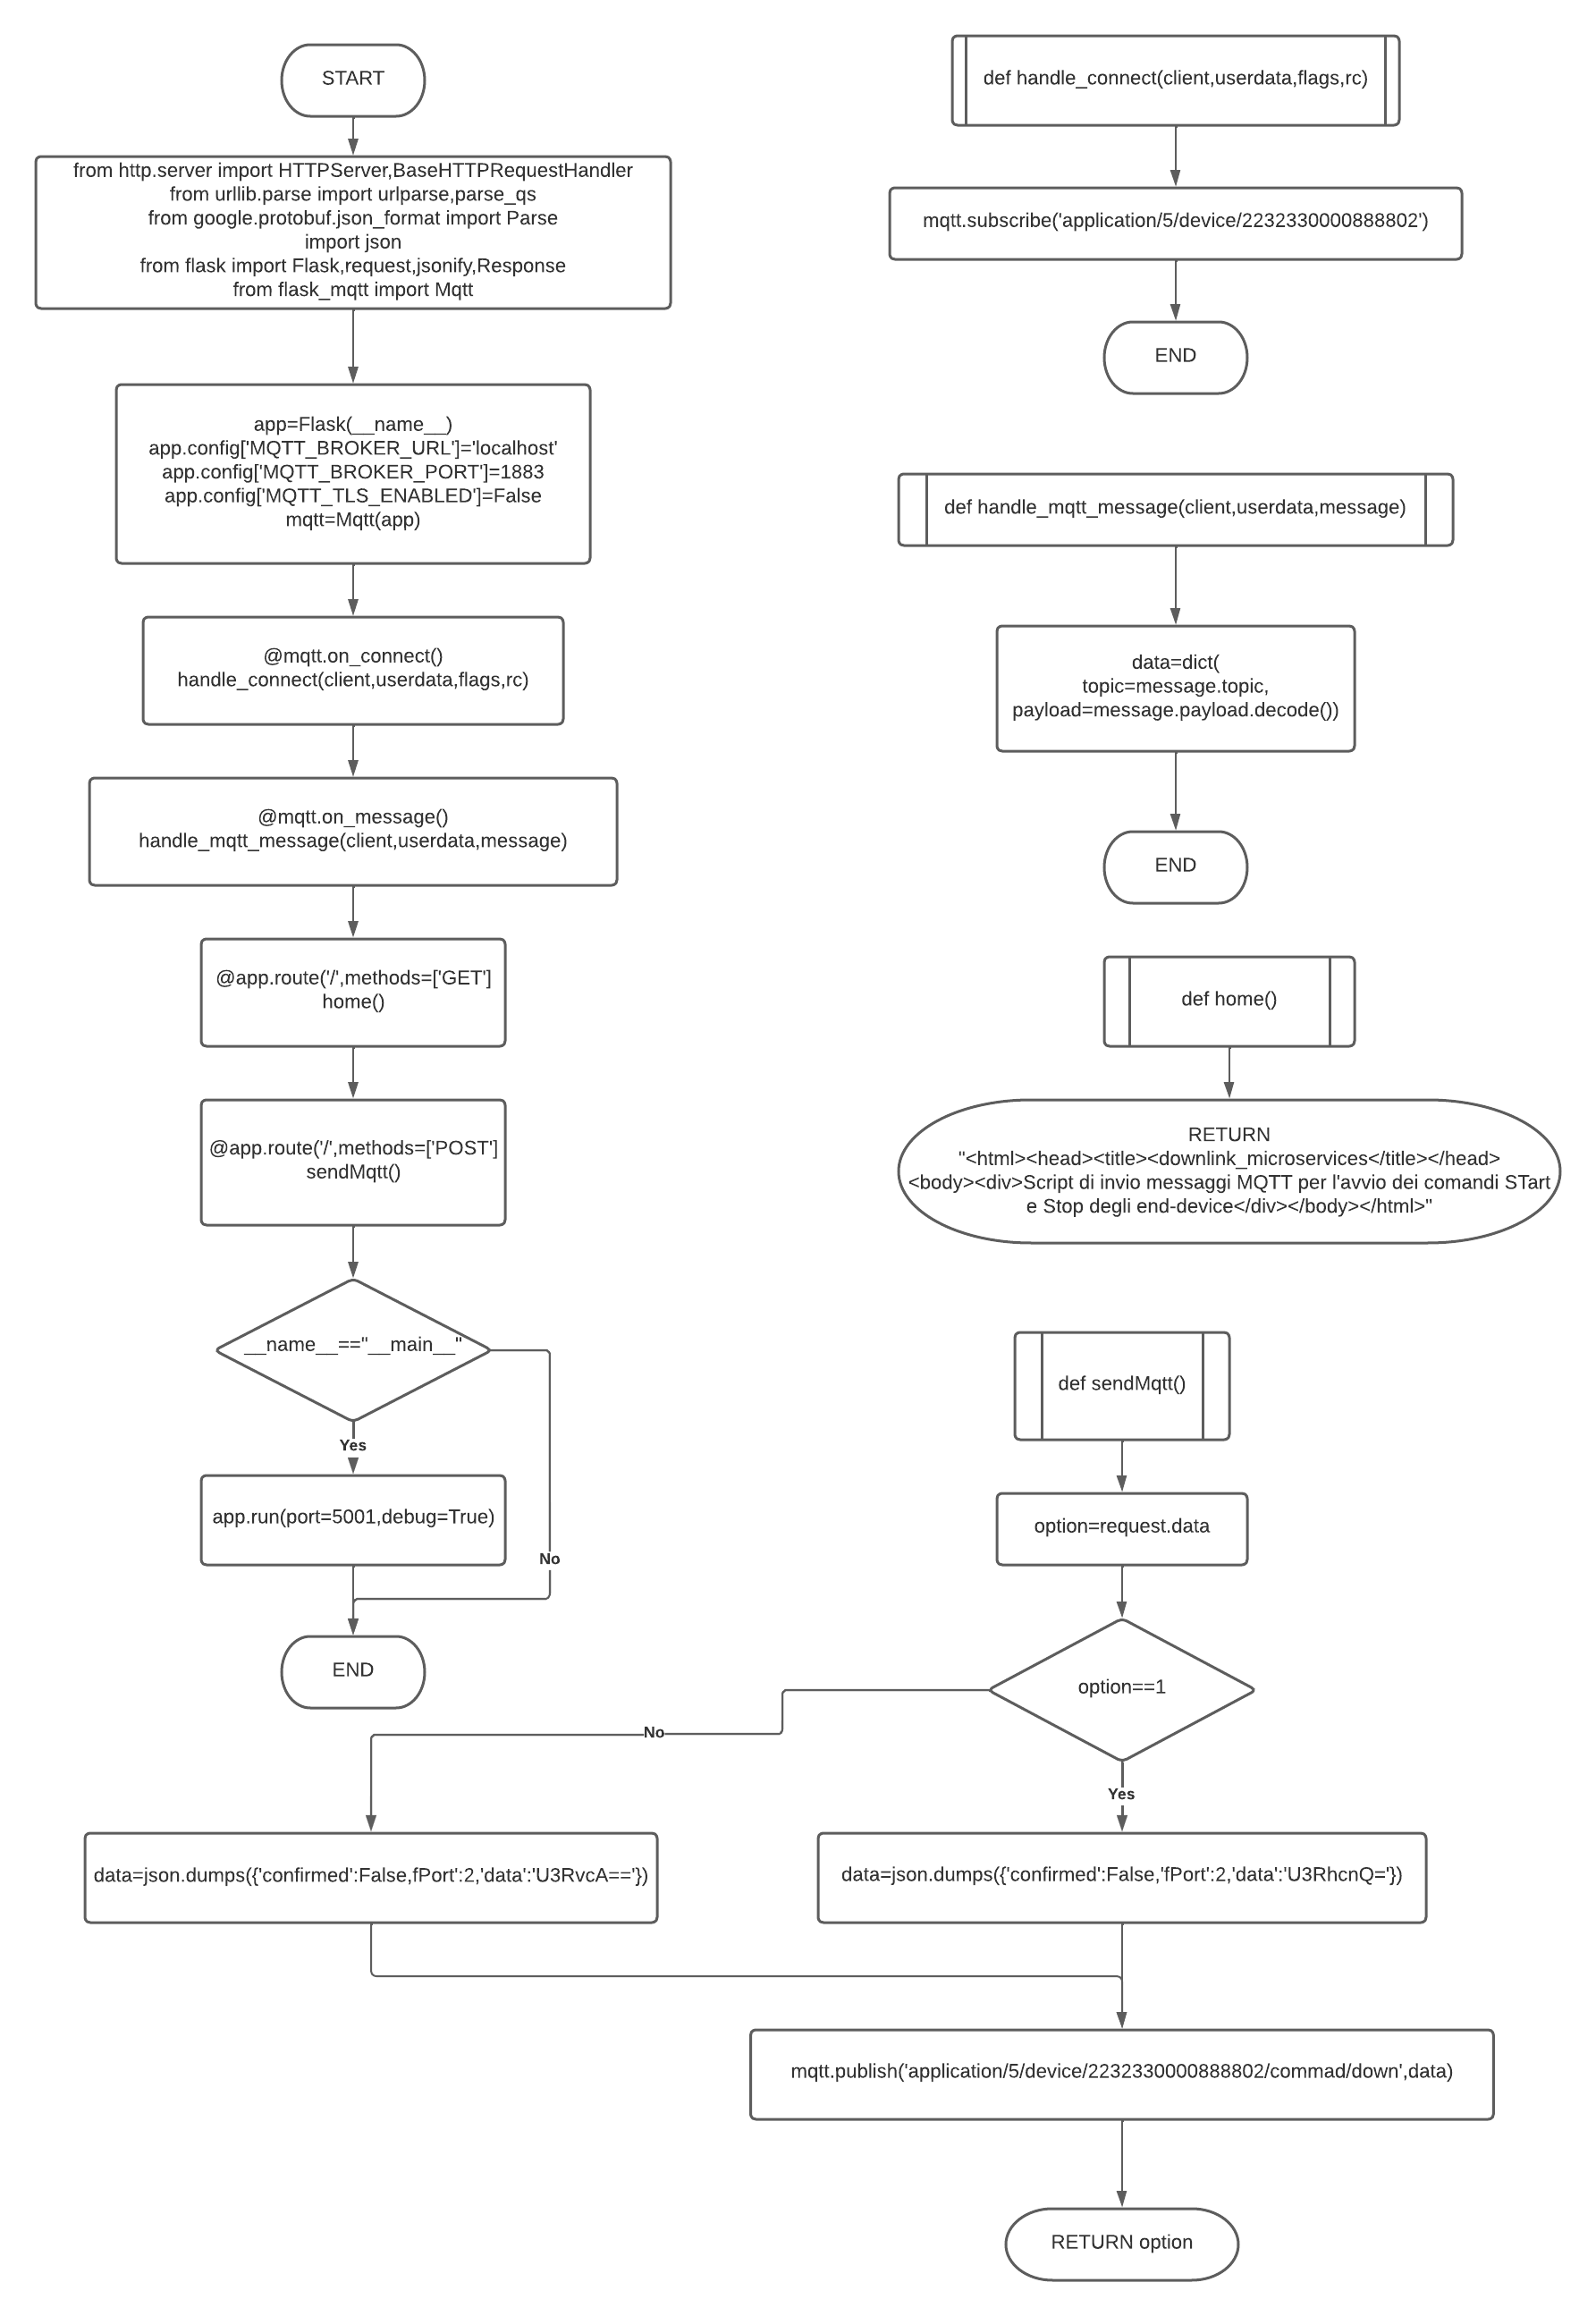 START
from http.server import HTTPServer,BaseHTTPRequestHandler
from urllib.parse import urlparse,parse_qs
from google.protobuf.json_format import Parse
import json
from flask import Flask,request,jsonify,Response
from flask_mqtt import Mqtt
app=Flask(__name__)
app.config['MQTT_BROKER_URL']='localhost'
app.config['MQTT_BROKER_PORT']=1883
app.config['MQTT_TLS_ENABLED']=False
mqtt=Mqtt(app)
@mqtt.on_connect()
handle_connect(client,userdata,flags,rc)
@mqtt.on_message()
handle_mqtt_message(client,userdata,message)
@app.route('/',methods=['GET']
home()
@app.route('/',methods=['POST']
sendMqtt()
__name__=="__main__"
Yes
app.run(port=5001,debug=True)
No
END
def handle_connect(client,userdata,flags,rc)
mqtt.subscribe('application/5/device/2232330000888802')
END
def handle_mqtt_message(client,userdata,message)
data=dict(
topic=message.topic,
payload=message.payload.decode())
END
def home()
RETURN
"<html><head><title><downlink_microservices</title></head>
<body><div>Script di invio messaggi MQTT per l'avvio dei comandi STart
e Stop degli end-device</div></body></html>"
def sendMqtt()
option=request.data
option==1
No
Yes
data=json.dumps({'confirmed':False,fPort':2,'data':'U3RvcA=='})
data=json.dumps({'confirmed':False,'fPort':2,'data':'U3RhcnQ='})
mqtt.publish('application/5/device/2232330000888802/commad/down',data)
RETURN option